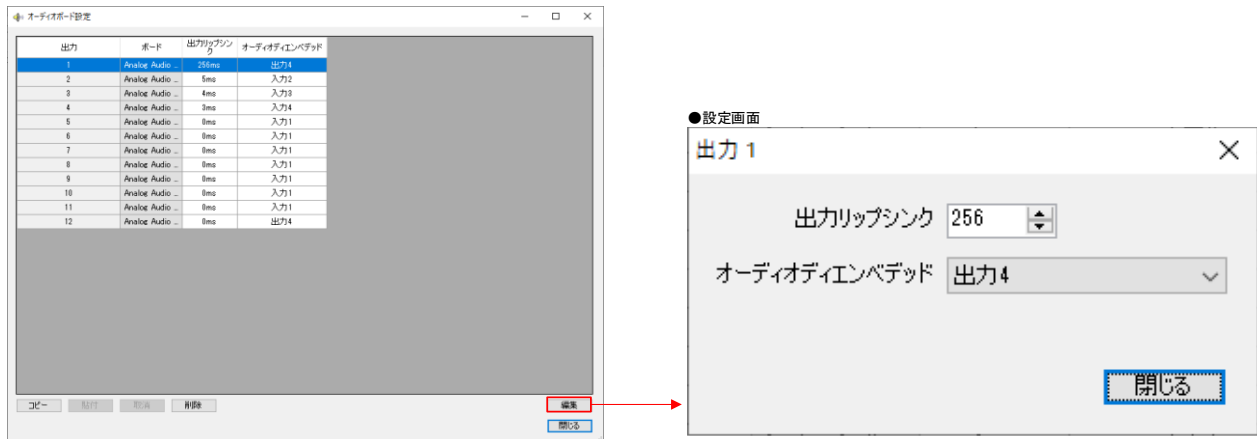 オーディオボード設定
出力 ボード 出力リップシンク オーディオディエンベデッド
1 Analog Audio ... 256ms 出力4
2 Analog Audio ... 5ms 入力2
3 Analog Audio ... 4ms 入力3
4 Analog Audio ... 3ms 入力4
5 Analog Audio ... 0ms 入力1
6 Analog Audio ... 0ms 入力1
7 Analog Audio ... 0ms 入力1
8 Analog Audio ... 0ms 入力1
9 Analog Audio ... 0ms 入力1
10 Analog Audio ... 0ms 入力1
11 Analog Audio ... 0ms 入力1
12 Analog Audio ... 0ms 出力4
コピー 貼付 取消 削除 編集
閉じる
●設定画面
出力 1
出力リップシンク 256
オーディオディエンベデッド 出力4
閉じる